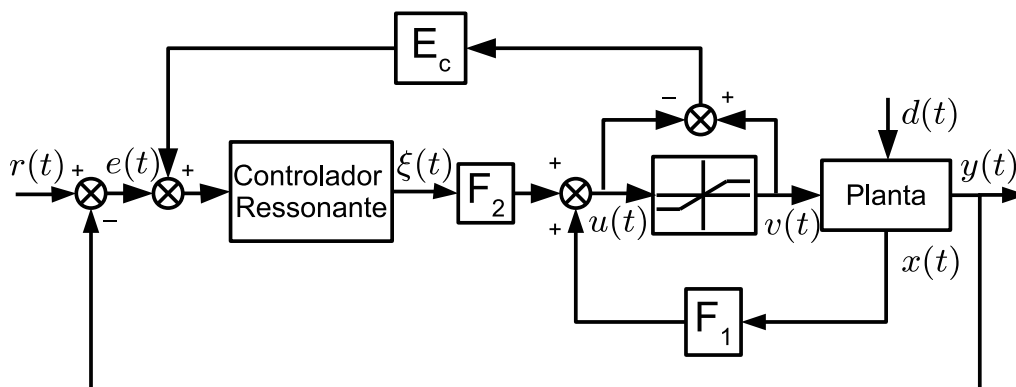 E_c
− +
d(t)
r(t) + e(t) + Controlador Ressonante ξ(t) F_2 + u(t) v(t) Planta y(t)
− + x(t)
F_1